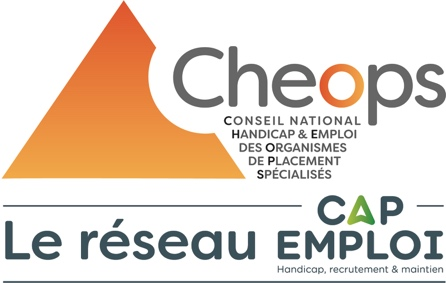 Cheops
CONSEIL NATIONAL
HANDICAP & EMPLOI
DES ORGANISMES
DE PLACEMENT
SPÉCIALISÉS
Le réseau CAP EMPLOI
Handicap, recrutement & maintien